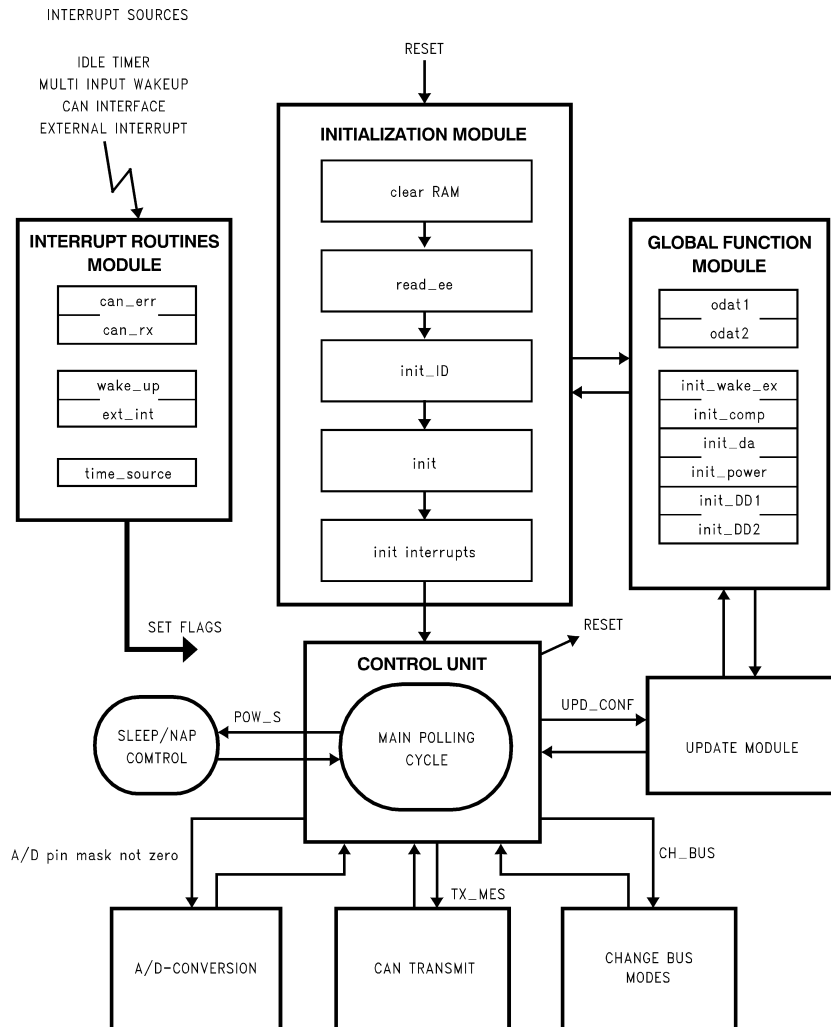 INTERRUPT SOURCES
IDLE TIMER
MULTI INPUT WAKEUP
CAN INTERFACE
EXTERNAL INTERRUPT
RESET
INITIALIZATION MODULE
clear RAM
read_ee
init_ID
init
init interrupts
INTERRUPT ROUTINES
MODULE
can_err
can_rx
wake_up
ext_int
time_source
SET FLAGS
GLOBAL FUNCTION
MODULE
odat1
odat2
init_wake_ex
init_comp
init_da
init_power
init_DD1
init_DD2
CONTROL UNIT
MAIN POLLING
CYCLE
RESET
POW_S
SLEEP/NAP
COMTROL
UPD_CONF
UPDATE MODULE
A/D pin mask not zero
TX_MES
CH_BUS
A/D-CONVERSION
CAN TRANSMIT
CHANGE BUS
MODES